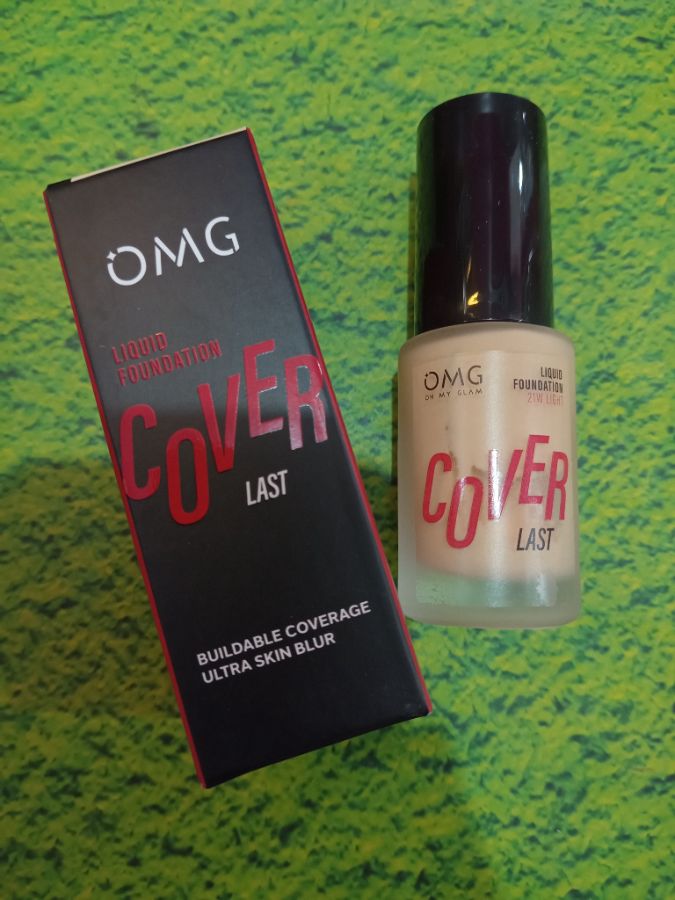 OMG
LIQUID
FOUNDATION
COVER
LAST
BUILDABLE COVERAGE
ULTRA SKIN BLUR
OMG
OH MY GLAM
LIQUID
FOUNDATION
21W LIGHT
COVER
LAST